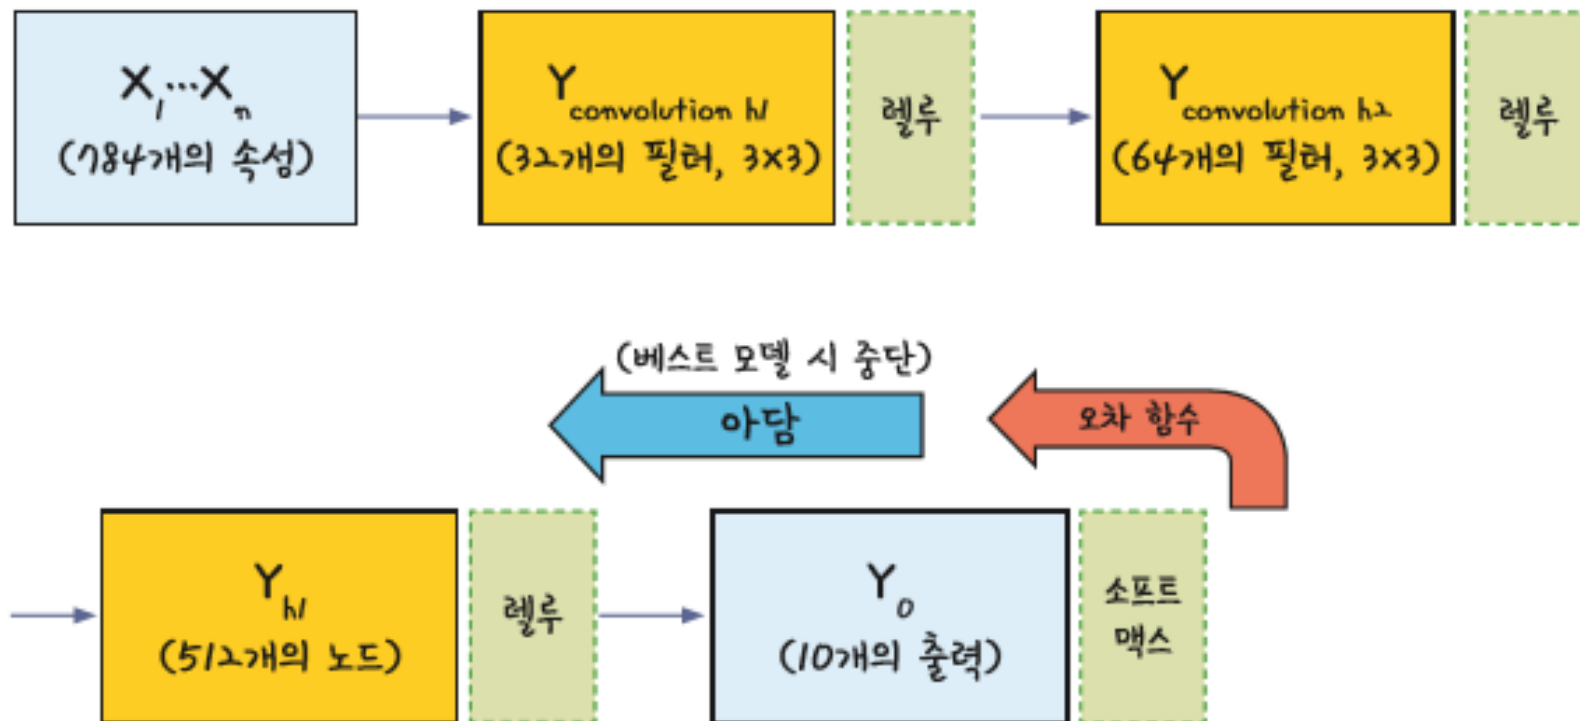 X₁...Xₙ
(784개의 속성)
Y convolution h1
(32개의 필터, 3x3)
렐루
Y convolution h2
(64개의 필터, 3x3)
렐루
(베스트 모델 시 중단)
아담
오차 함수
Y h1
(512개의 노드)
렐루
Y o
(10개의 출력)
소프트
맥스